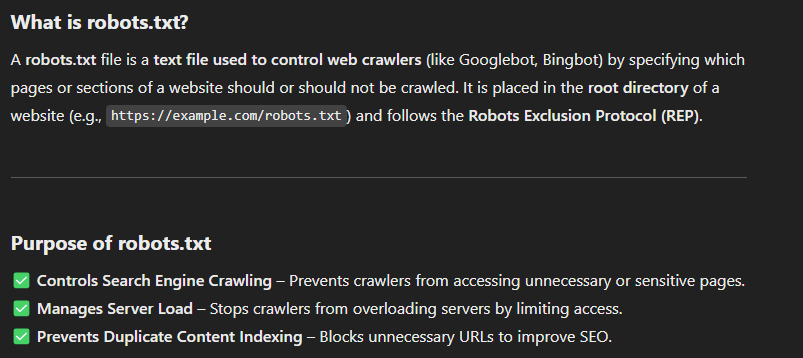 What is robots.txt?
A robots.txt file is a text file used to control web crawlers (like Googlebot, Bingbot) by specifying which
pages or sections of a website should or should not be crawled. It is placed in the root directory of a
website (e.g., https://example.com/robots.txt) and follows the Robots Exclusion Protocol (REP).
Purpose of robots.txt
✅ Controls Search Engine Crawling – Prevents crawlers from accessing unnecessary or sensitive pages.
✅ Manages Server Load – Stops crawlers from overloading servers by limiting access.
✅ Prevents Duplicate Content Indexing – Blocks unnecessary URLs to improve SEO.